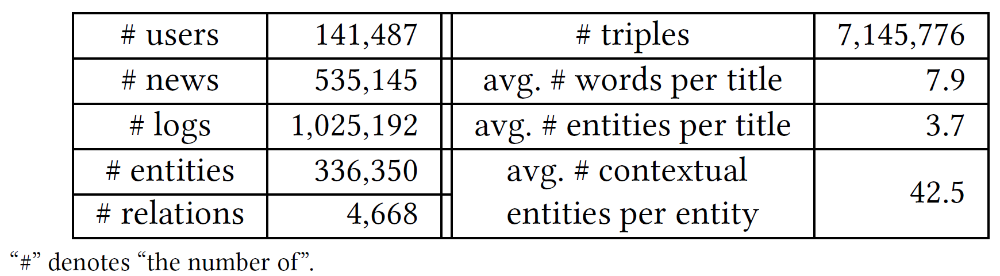 # users 141,487 # triples 7,145,776
# news 535,145 avg. # words per title 7.9
# logs 1,025,192 avg. # entities per title 3.7
# entities 336,350 avg. # contextual
# relations 4,668 entities per entity 42.5
“#” denotes “the number of”.